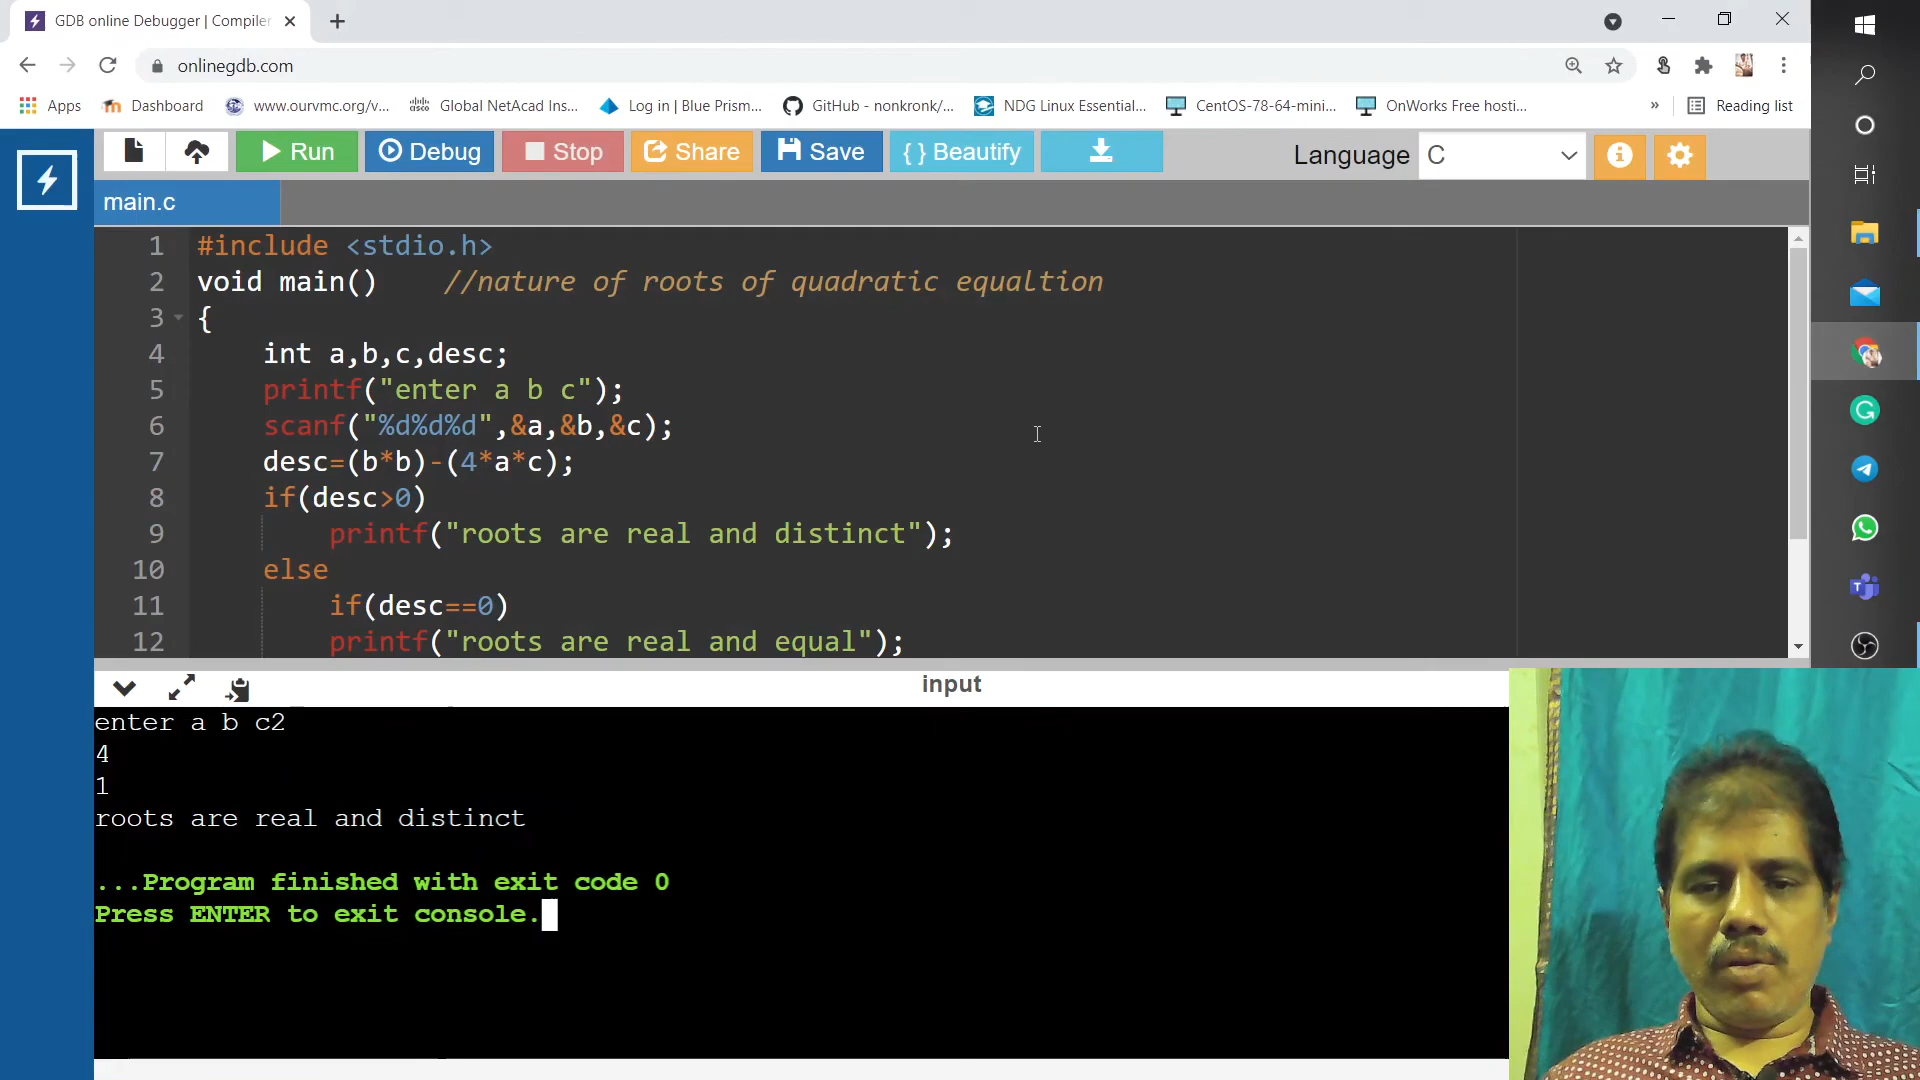 GDB online Debugger | Compiler
onlinegdb.com
Apps Dashboard www.ourvmc.org/v... Global NetAcad Ins... Log in | Blue Prism... GitHub - nonkronk/... NDG Linux Essential... CentOS-78-64-mini... OnWorks Free hosti... » Reading list
Run Debug Stop Share Save { } Beautify Language C
main.c
1 #include <stdio.h>
2 void main() //nature of roots of quadratic equaltion
3 {
4 int a,b,c,desc;
5 printf("enter a b c");
6 scanf("%d%d%d",&a,&b,&c);
7 desc=(b*b)-(4*a*c);
8 if(desc>0)
9 printf("roots are real and distinct");
10 else
11 if(desc==0)
12 printf("roots are real and equal");
input
enter a b c2
4
1
roots are real and distinct
...Program finished with exit code 0
Press ENTER to exit console.